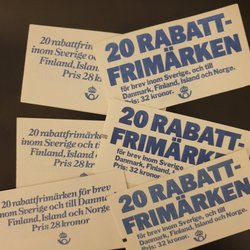 20 rabattfrimärken
inom Sverige och
Finland, Island
Pris 28 kr
20 RABATT-
FRIMÄRKEN
för brev inom Sverige, och till
Danmark, Finland, Island och Norge.
Pris: 32 kronor.
20 rabattfrimärken
inom Sverige och
Finland, Island
Pris 28 kr
20 RABATT-
FRIMÄRKEN
för brev inom Sverige, och till
Danmark, Finland, Island och Norge.
Pris: 32 kronor.
20 rabattfrimärken för brev
inom Sverige och till Danm
Finland, Island och Norge.
Pris 28 kronor.
20 RABATT-
FRIMÄRKEN
för brev inom Sverige, och till
Danmark, Finland, Island och Norge.
Pris: 32 kronor.